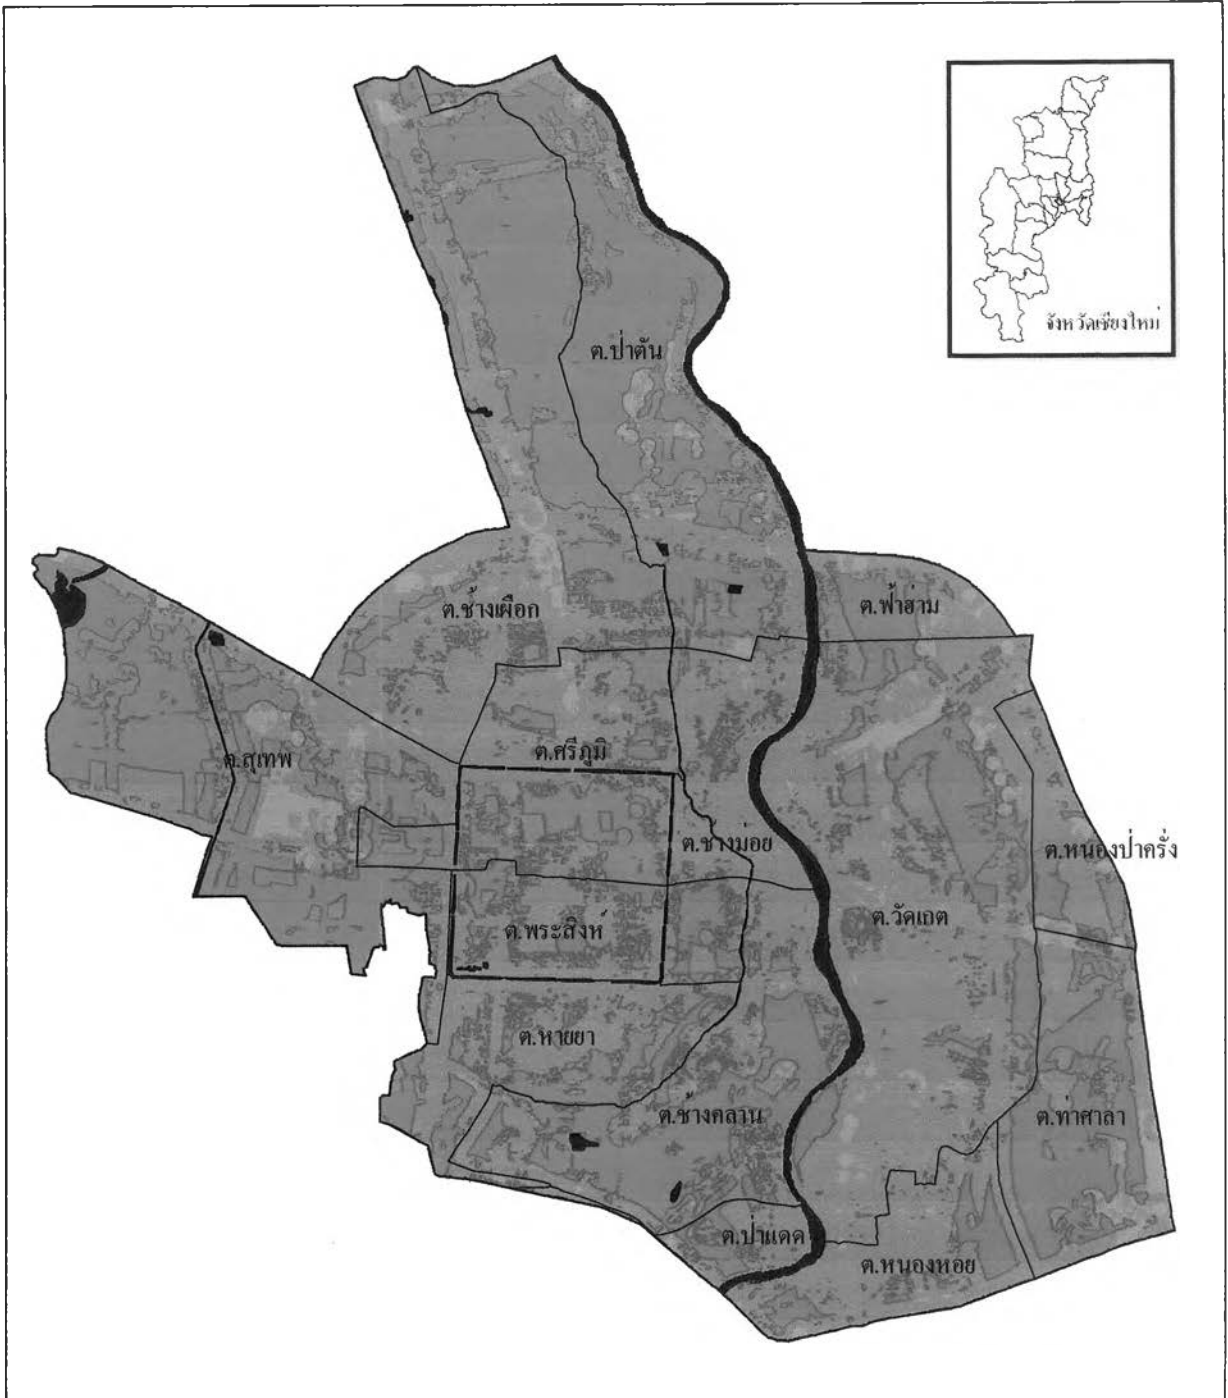 จังหวัดเชียงใหม่
ต.ป่าตัน
ต.ช้างเผือก
ต.ฟ้าฮ่าม
ต.ศรีภูมิ
ต.สุเทพ
ต.ช้างม่อย
ต.หนองป่าครั่ง
ต.วัดเกต
ต.พระสิงห์
ต.หายยา
ต.ช้างคลาน
ต.ท่าศาลา
ต.ป่าแดด
ต.หนองหอย